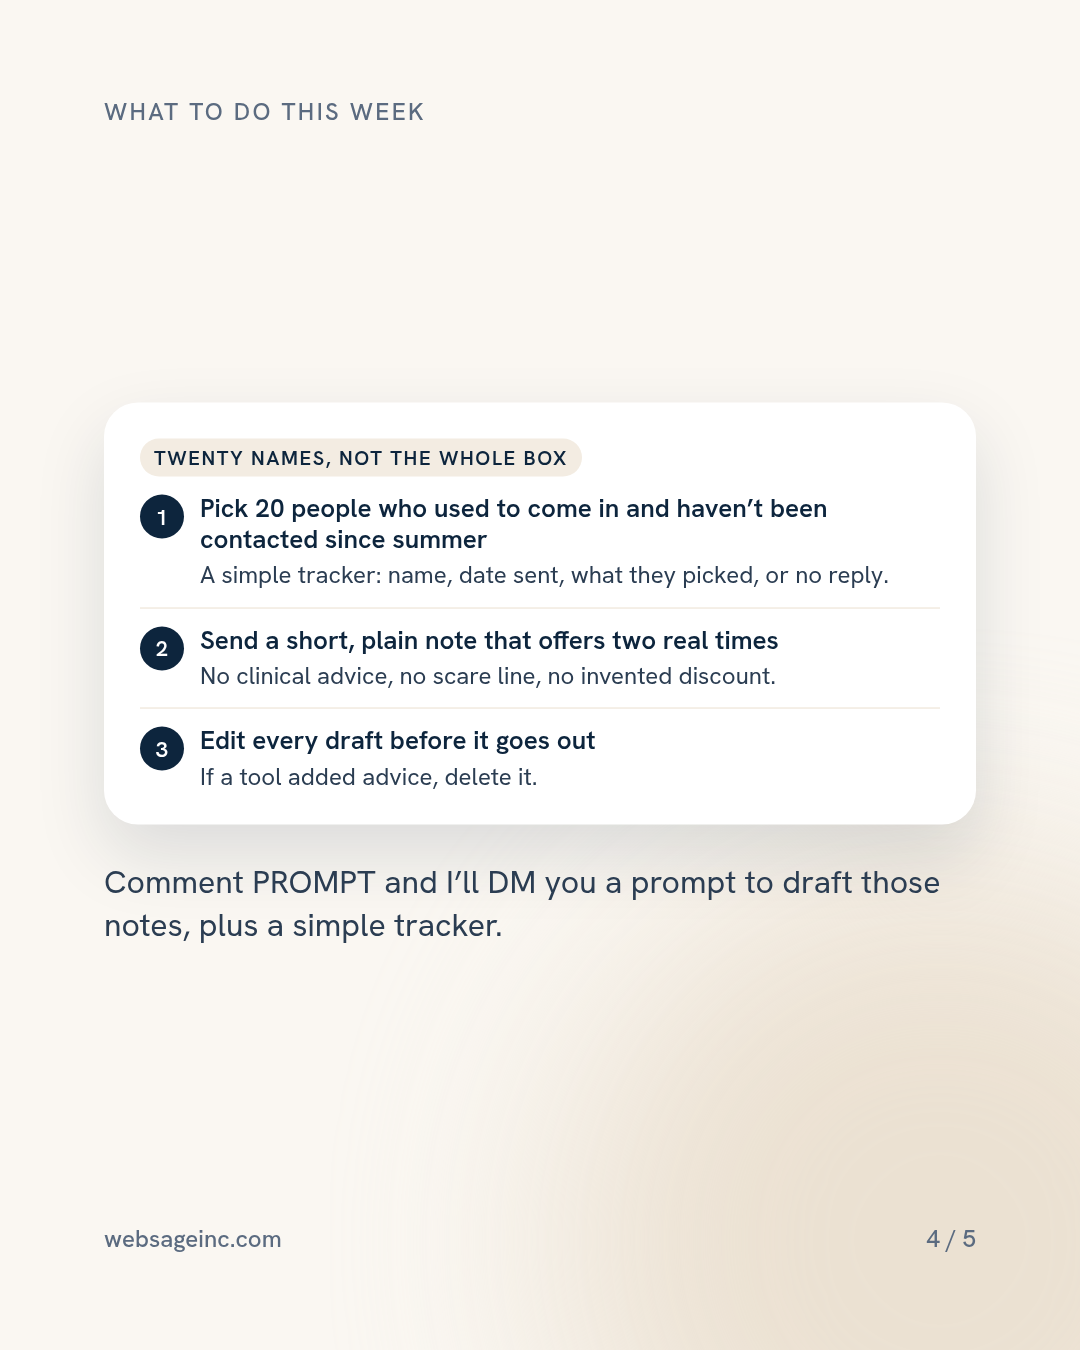 WHAT TO DO THIS WEEK
TWENTY NAMES, NOT THE WHOLE BOX
1
Pick 20 people who used to come in and haven’t been
contacted since summer
A simple tracker: name, date sent, what they picked, or no reply.
2
Send a short, plain note that offers two real times
No clinical advice, no scare line, no invented discount.
3
Edit every draft before it goes out
If a tool added advice, delete it.
Comment PROMPT and I’ll DM you a prompt to draft those
notes, plus a simple tracker.
websageinc.com
4 / 5